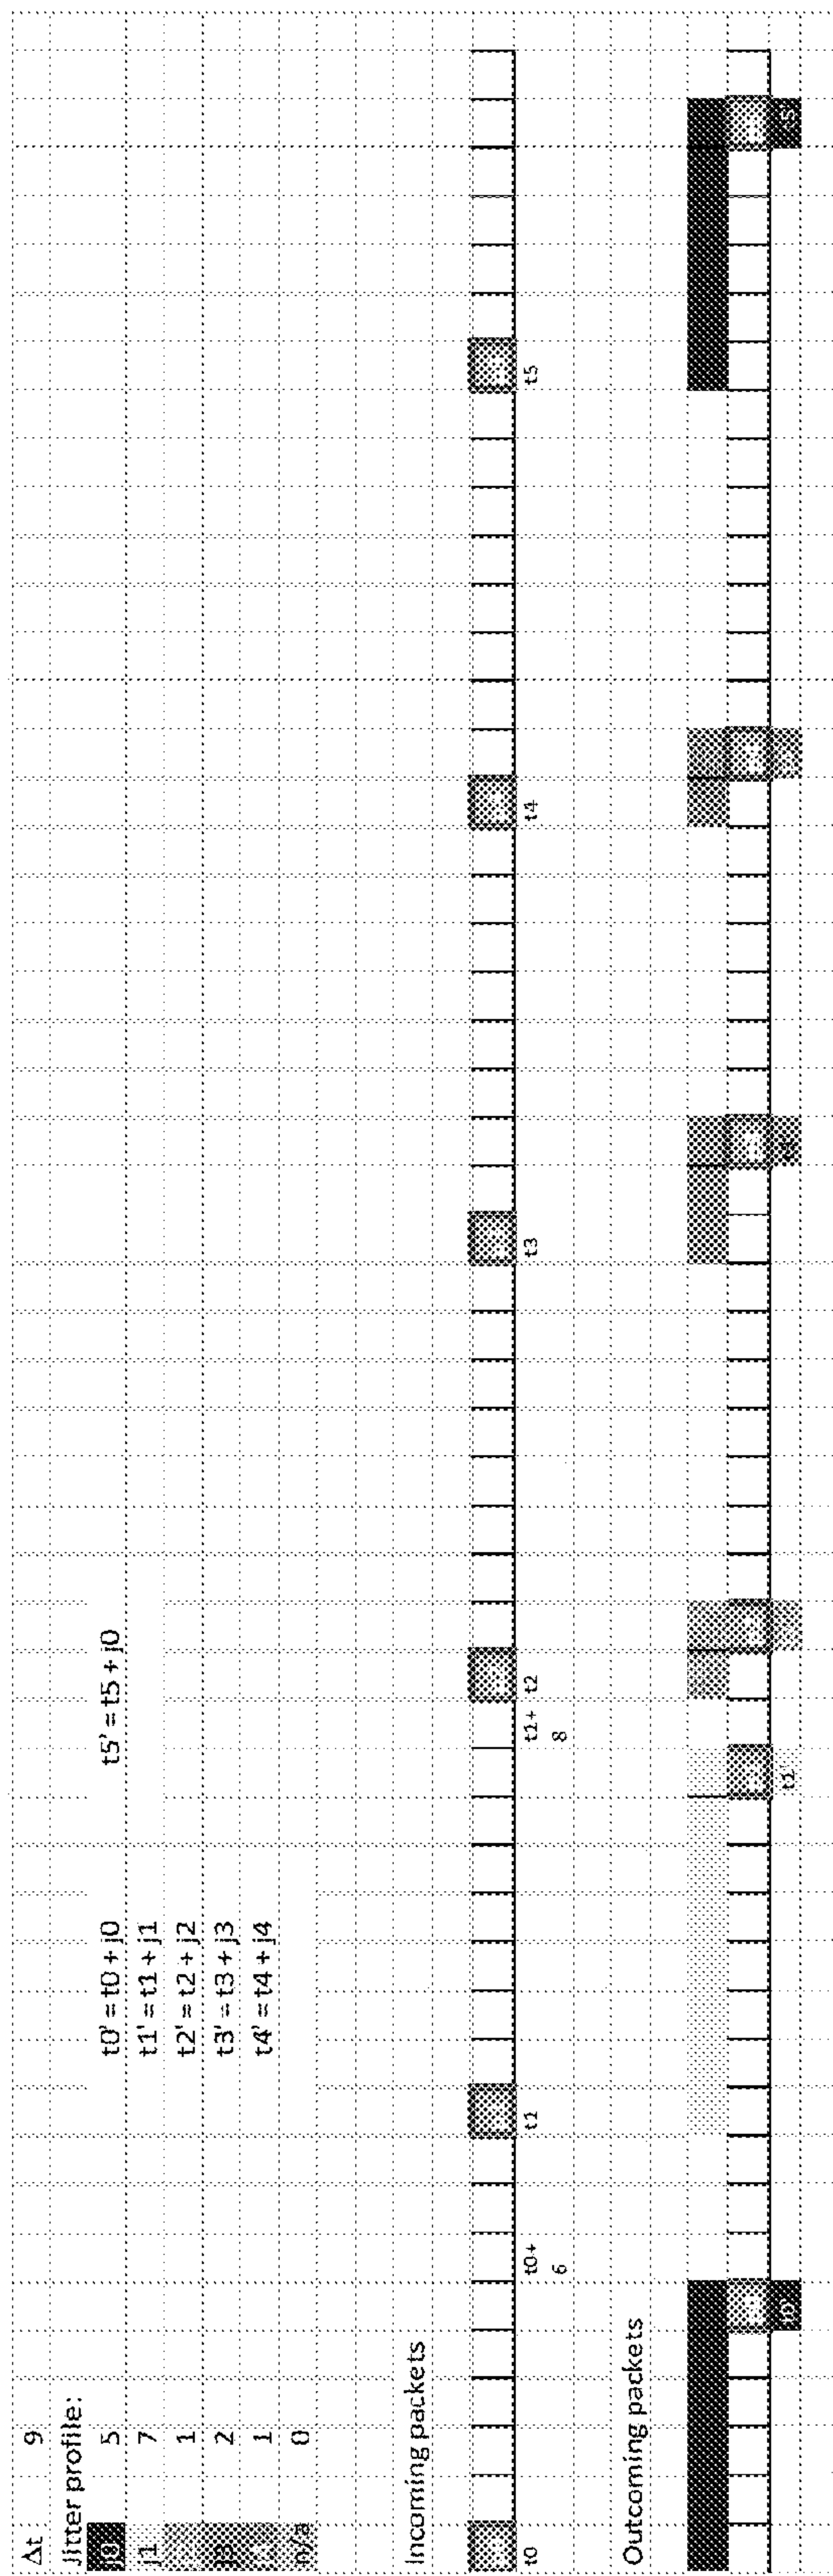 Δt 9
Jitter profile:
j0 5 t0' = t0 + j0 t5' = t5 + j0
j1 7 t1' = t1 + j1
1 t2' = t2 + j2
j3 2 t3' = t3 + j3
1 t4' = t4 + j4
n/a 0
Incoming packets
t0 t0+ t1 t1+ t2 t3 t4 t5
6 8
Outcoming packets
t0' t1'